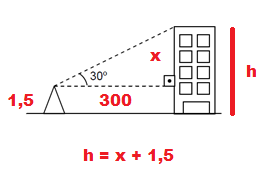 x
30º
h
1,5
300
h = x + 1,5